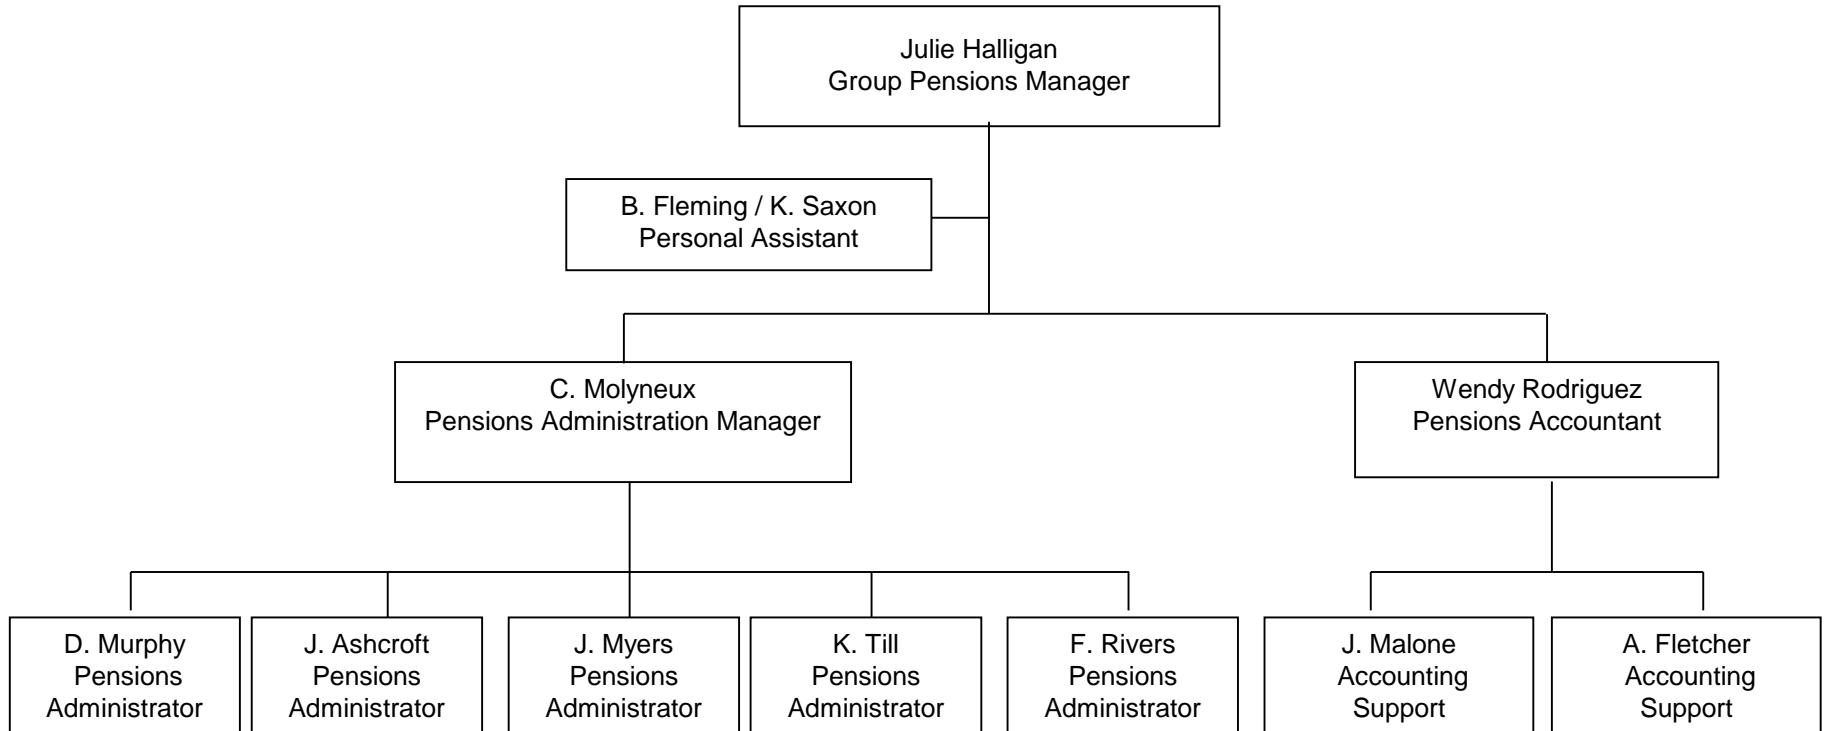 Julie Halligan
Group Pensions Manager
B. Fleming / K. Saxon
Personal Assistant
C. Molyneux
Pensions Administration Manager
Wendy Rodriguez
Pensions Accountant
D. Murphy
Pensions
Administrator
J. Ashcroft
Pensions
Administrator
J. Myers
Pensions
Administrator
K. Till
Pensions
Administrator
F. Rivers
Pensions
Administrator
J. Malone
Accounting
Support
A. Fletcher
Accounting
Support